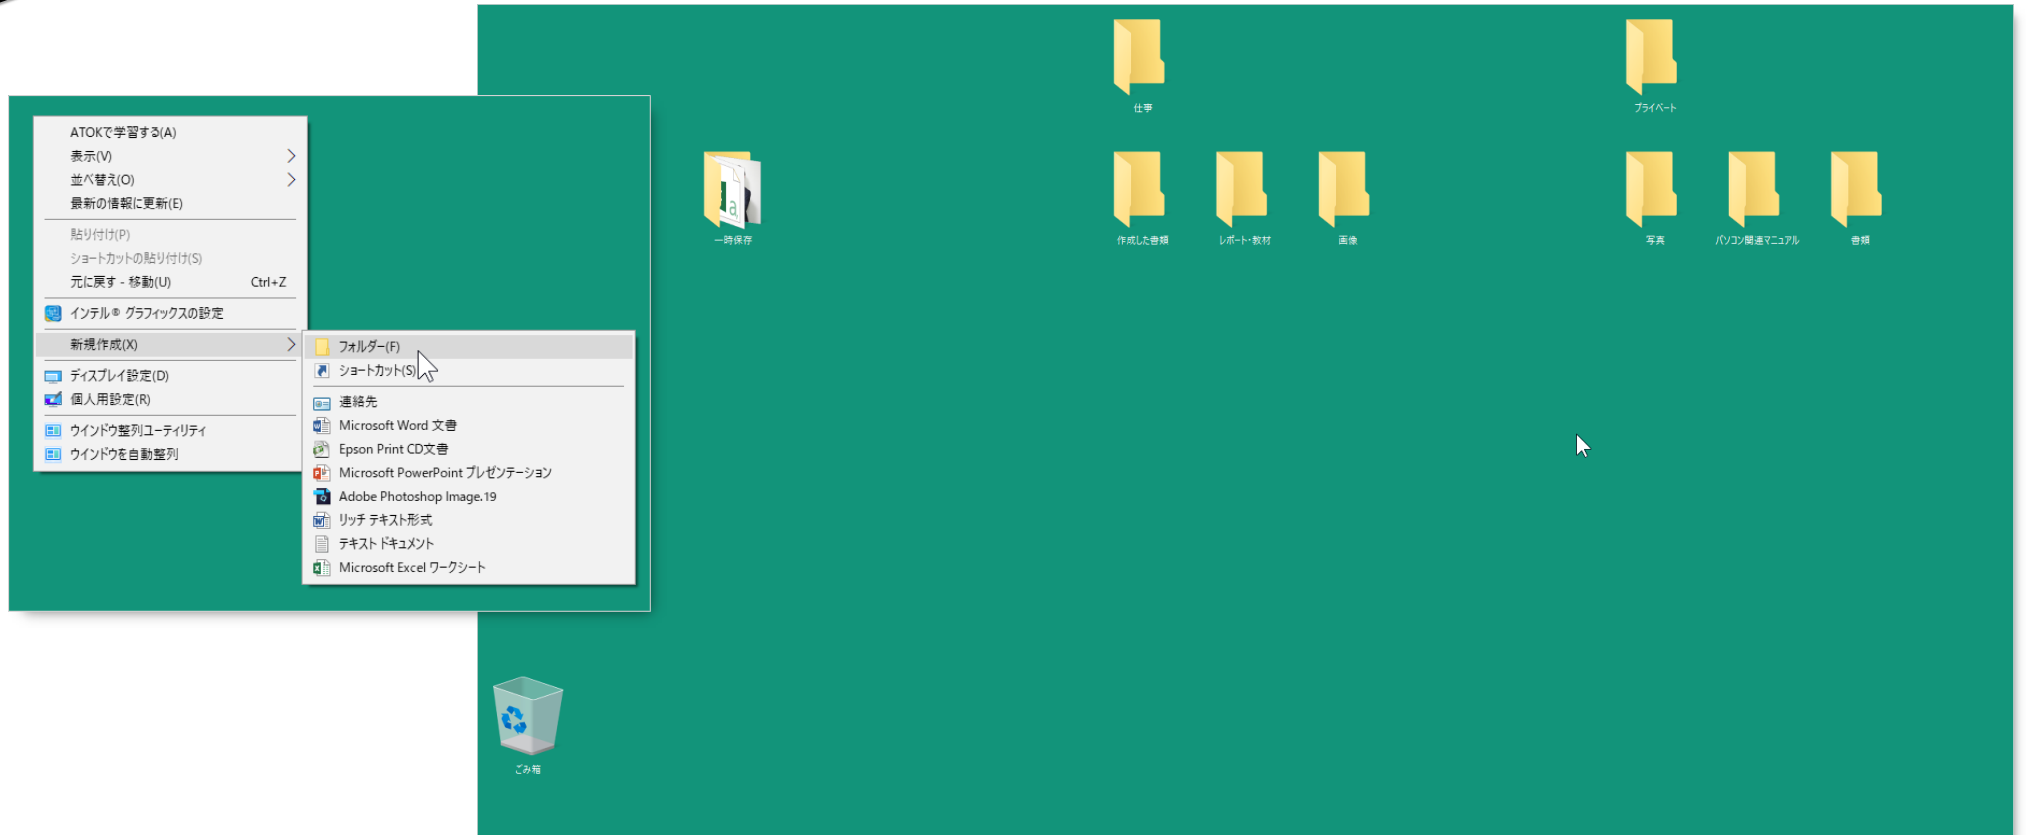 ATOKで学習する(A)
表示(V)
並べ替え(O)
最新の情報に更新(E)
貼り付け(P)
ショートカットの貼り付け(S)
元に戻す - 移動(U) Ctrl+Z
インテル® グラフィックスの設定
新規作成(X)
ディスプレイ設定(D)
個人用設定(R)
ウインドウ整列ユーティリティ
ウインドウを自動整列
フォルダー(F)
ショートカット(S)
連絡先
Microsoft Word 文書
Epson Print CD文書
Microsoft PowerPoint プレゼンテーション
Adobe Photoshop Image.19
リッチ テキスト形式
テキスト ドキュメント
Microsoft Excel ワークシート
仕事
プライベート
一時保存
作成した書類
レポート・教材
画像
写真
パソコン関連マニュアル
書類
ごみ箱